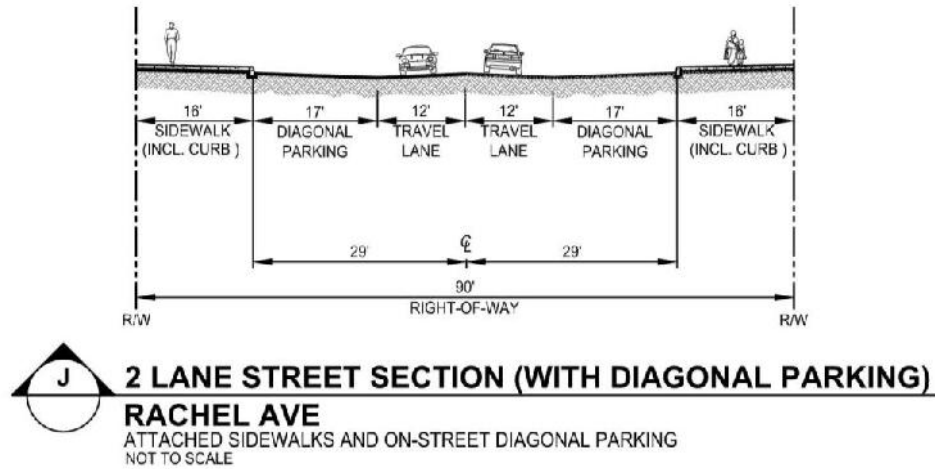 16' 17' 12' 12' 17' 16'
SIDEWALK DIAGONAL TRAVEL TRAVEL DIAGONAL SIDEWALK
(INCL. CURB ) PARKING LANE LANE PARKING (INCL. CURB )
℄
29' 29'
90'
RIGHT-OF-WAY
R/W R/W
J 2 LANE STREET SECTION (WITH DIAGONAL PARKING)
RACHEL AVE
ATTACHED SIDEWALKS AND ON-STREET DIAGONAL PARKING
NOT TO SCALE